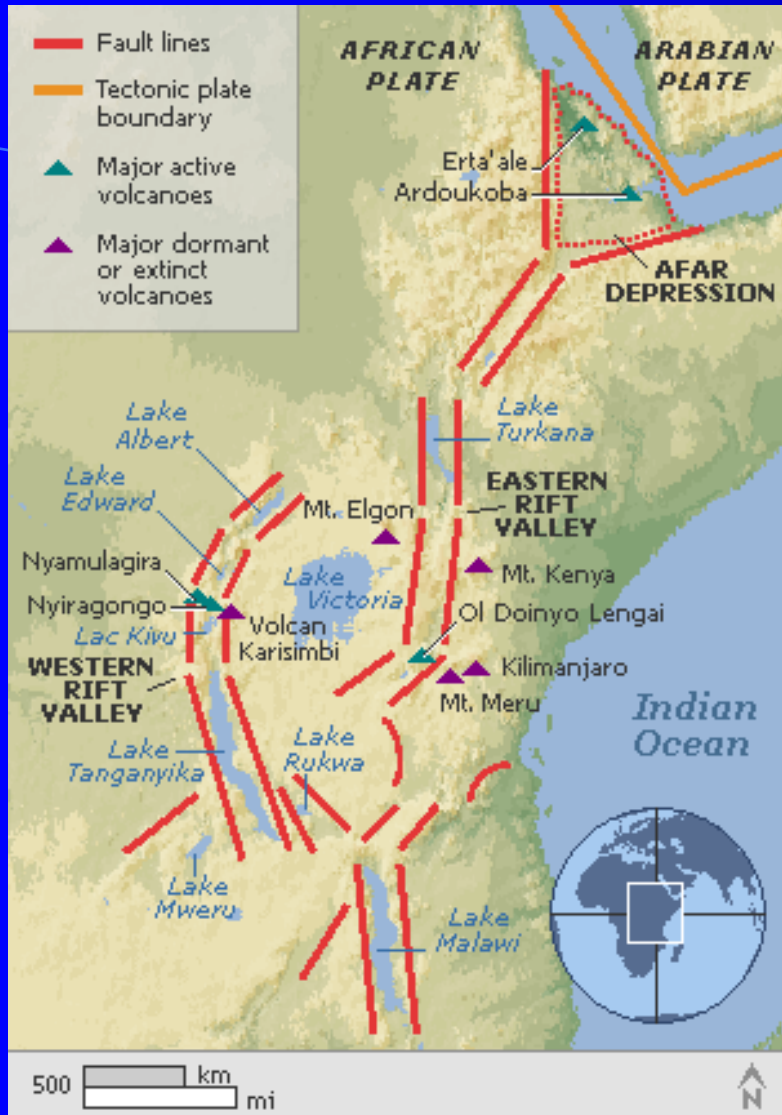 Fault lines
Tectonic plate
boundary
Major active
volcanoes
Major dormant
or extinct
volcanoes
AFRICAN
PLATE
ARABIAN
PLATE
Erta'ale
Ardoukoba
AFAR
DEPRESSION
Lake
Albert
Lake
Turkana
Lake
Edward
EASTERN
RIFT
VALLEY
Mt. Elgon
Nyamulagira
Mt. Kenya
Lake
Victoria
Nyiragongo
Ol Doinyo Lengai
Lac Kivu
Volcan
Karisimbi
WESTERN
RIFT
VALLEY
Kilimanjaro
Mt. Meru
Indian
Ocean
Lake
Tanganyika
Lake
Rukwa
Lake
Mweru
Lake
Malawi
500 km
mi
N